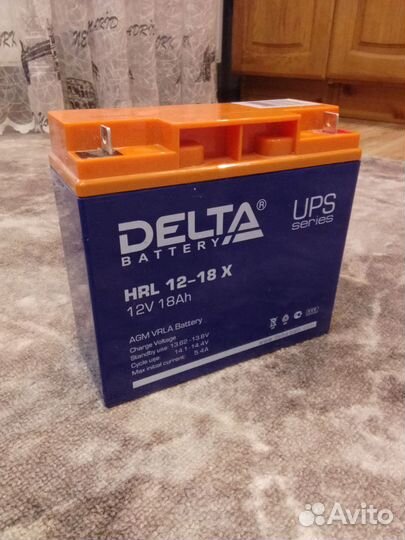 DELTA®
BATTERY
UPS
series
HRL 12-18 X
12V 18Ah
AGM VRLA Battery
Charge Voltage
Standby use: 13.62-13.8V
Cycle use: 14.1-14.4V
Max initial current: 5.4A
Avito